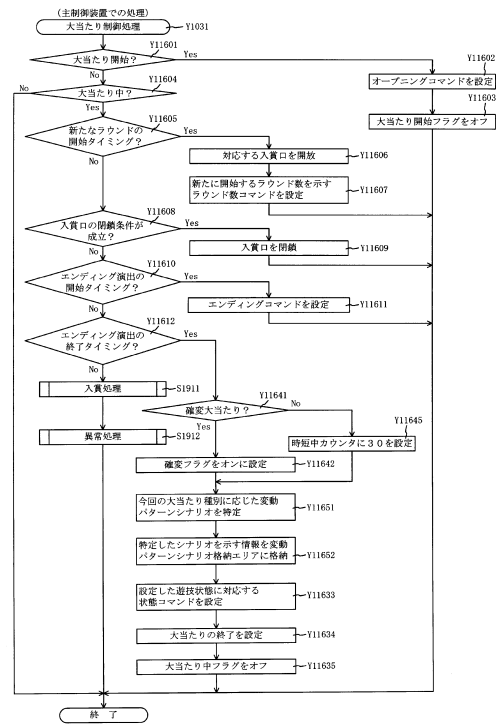 (主制御装置での処理)
大当たり制御処理
Y1031
大当たり開始?
Y11601
Yes
No
Y11602
オープニングコマンドを設定
Y11603
大当たり開始フラグをオフ
No
大当たり中?
Y11604
Yes
新たなラウンドの
開始タイミング?
Y11605
Yes
No
対応する入賞口を開放
Y11606
新たに開始するラウンド数を示す
ラウンド数コマンドを設定
Y11607
入賞口の閉鎖条件が
成立?
Y11608
Yes
No
入賞口を閉鎖
Y11609
エンディング演出の
開始タイミング?
Y11610
Yes
No
エンディングコマンドを設定
Y11611
エンディング演出の
終了タイミング?
Y11612
Yes
No
入賞処理
S1911
異常処理
S1912
確変大当たり?
Y11641
No
Yes
Y11645
時短中カウンタに30を設定
確変フラグをオンに設定
Y11642
今回の大当たり種別に応じた変動
パターンシナリオを特定
Y11651
特定したシナリオを示す情報を変動
パターンシナリオ格納エリアに格納
Y11652
設定した遊技状態に対応する
状態コマンドを設定
Y11633
大当たりの終了を設定
Y11634
大当たり中フラグをオフ
Y11635
終 了